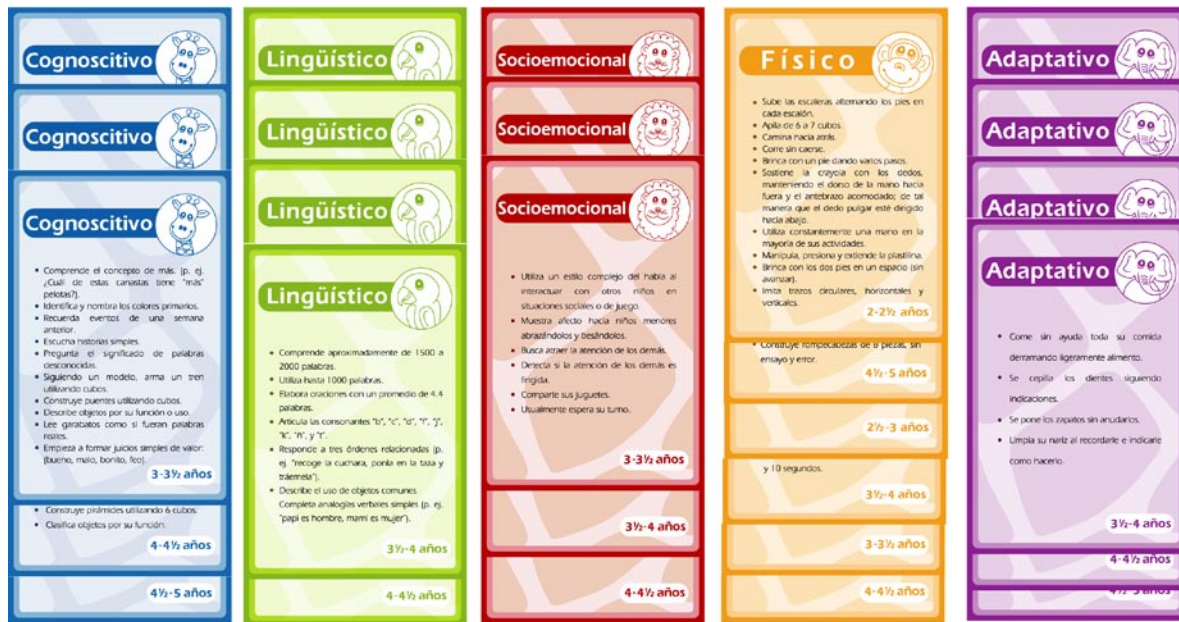 Cognoscitivo
Cognoscitivo
Cognoscitivo
• Comprende el concepto de más. (p. ej.
¿Cuál de estas canastas tiene "más"
pelotas?).
• Identifica y nombra los colores primarios.
• Recuerda eventos de una semana
anterior.
• Escucha historias simples.
• Pregunta el significado de palabras
desconocidas.
• Siguiendo un modelo, arma un tren
utilizando cubos.
• Construye puentes utilizando cubos.
• Describe objetos por su función o uso.
• Lee garabatos como si fueran palabras
reales.
• Empieza a formar juicios simples de valor:
(bueno, malo, bonito, feo).
3-3½ años
• Construye pirámides utilizando 6 cubos.
• Clasifica objetos por su función.
4-4½ años
4½-5 años
Lingüístico
Lingüístico
Lingüístico
Lingüístico
• Comprende aproximadamente de 1500 a
2000 palabras.
• Utiliza hasta 1000 palabras.
• Elabora oraciones con un promedio de 4.4
palabras.
• Articula las consonantes "b", "c", "d", "f", "j",
"k", "ñ", y "t".
• Responde a tres órdenes relacionadas (p.
ej. "recoge la cuchara, ponla en la taza y
tráemela").
• Describe el uso de objetos comunes.
Completa analogías verbales simples (p. ej.
"papi es hombre, mami es mujer").
3½-4 años
4-4½ años
Socioemocional
Socioemocional
Socioemocional
• Utiliza un estilo complejo del habla al
interactuar con otros niños en
situaciones sociales o de juego.
• Muestra afecto hacia niños menores
abrazándolos y besándolos.
• Busca atraer la atención de los demás.
• Detecta si la atención de los demás es
fingida.
• Comparte sus juguetes.
• Usualmente espera su turno.
3-3½ años
3½-4 años
4-4½ años
Físico
• Sube las escaleras alternando los pies en
cada escalón.
• Apila de 6 a 7 cubos.
• Camina hacia atrás.
• Corre sin caerse.
• Brinca con un pie dando varios pasos.
• Sostiene la crayola con los dedos,
manteniendo el dorso de la mano hacia
fuera y el antebrazo acomodado; de tal
manera que el dedo pulgar esté dirigido
hacia abajo.
• Utiliza constantemente una mano en la
mayoría de sus actividades.
• Manipula, presiona y extiende la plastilina.
• Brinca con los dos pies en un espacio (sin
avanzar).
• Imita trazos circulares, horizontales y
verticales.
2-2½ años
• Construye rompecabezas de 8 piezas, sin
ensayo y error.
4½-5 años
2½-3 años
y 10 segundos.
3½-4 años
3-3½ años
4-4½ años
Adaptativo
Adaptativo
Adaptativo
Adaptativo
• Come sin ayuda toda su comida
derramando ligeramente alimento.
• Se cepilla los dientes siguiendo
indicaciones.
• Se pone los zapatos sin anudarlos.
• Limpia su nariz al recordarle e indicarle
como hacerlo.
3½-4 años
4-4½ años
4½-5 años